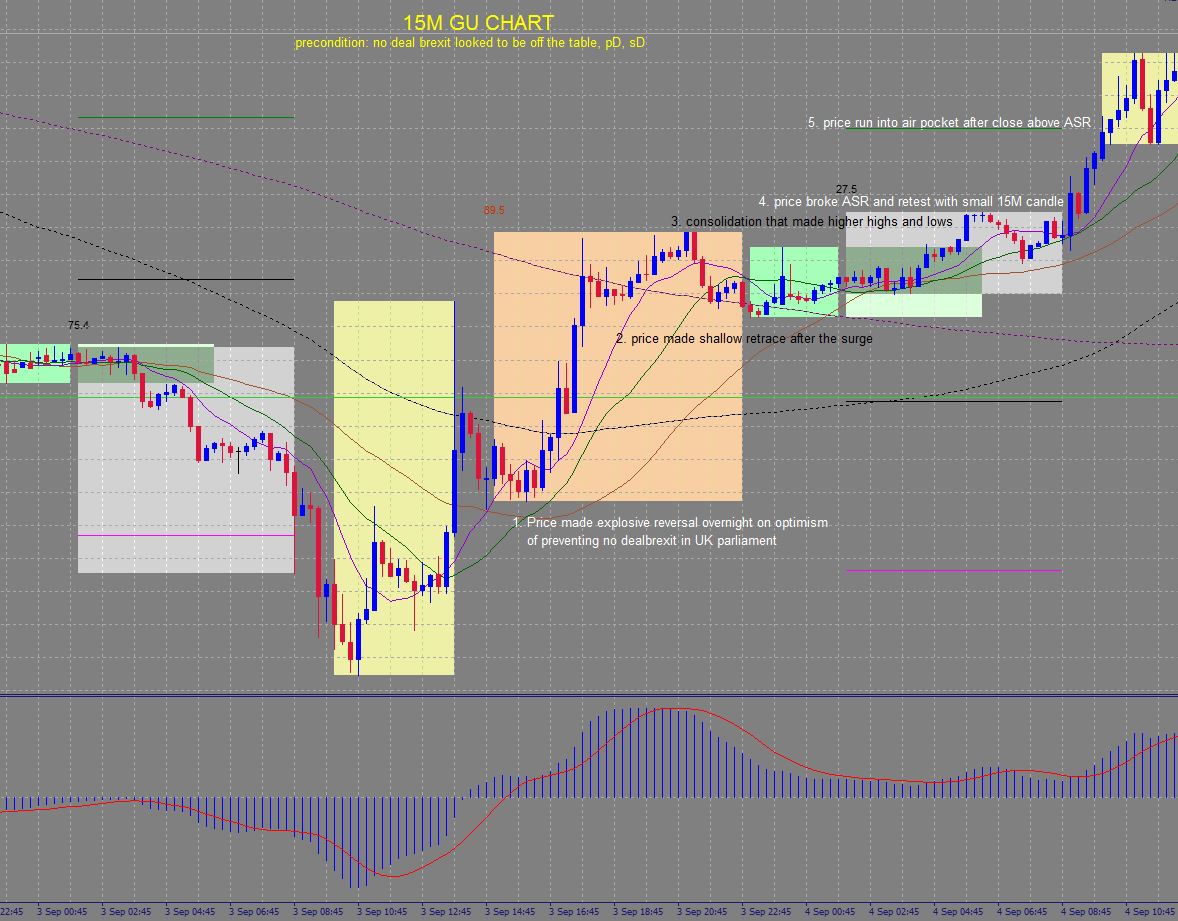 15M GU CHART
precondition: no deal brexit looked to be off the table, pD, sD
5. price run into air pocket after close above ASR
27.5
4. price broke ASR and retest with small 15M candle
89.5
3. consolidation that made higher highs and lows
75.4
2. price made shallow retrace after the surge
1. Price made explosive reversal overnight on optimism
of preventing no dealbrexit in UK parliament
22:45 3 Sep 00:45 3 Sep 02:45 3 Sep 04:45 3 Sep 06:45 3 Sep 08:45 3 Sep 10:45 3 Sep 12:45 3 Sep 14:45 3 Sep 16:45 3 Sep 18:45 3 Sep 20:45 3 Sep 22:45 4 Sep 00:45 4 Sep 02:45 4 Sep 04:45 4 Sep 06:45 4 Sep 08:45 4 Sep 10:45